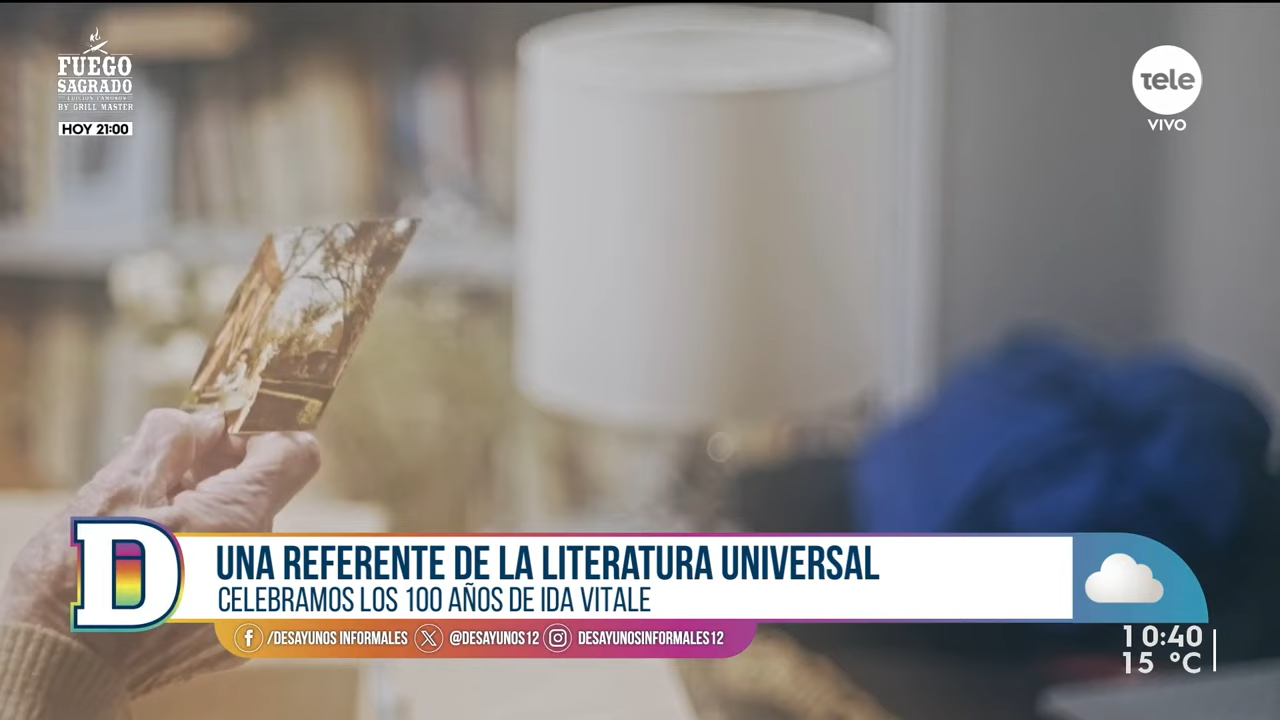 FUEGO
SAGRADO
EDICIÓN FAMOSOS
BY GRILL MASTER
HOY 21:00
tele
VIVO
D
UNA REFERENTE DE LA LITERATURA UNIVERSAL
CELEBRAMOS LOS 100 AÑOS DE IDA VITALE
/DESAYUNOS INFORMALES
@DESAYUNOS12
DESAYUNOSINFORMALES12
10:40
15 °C